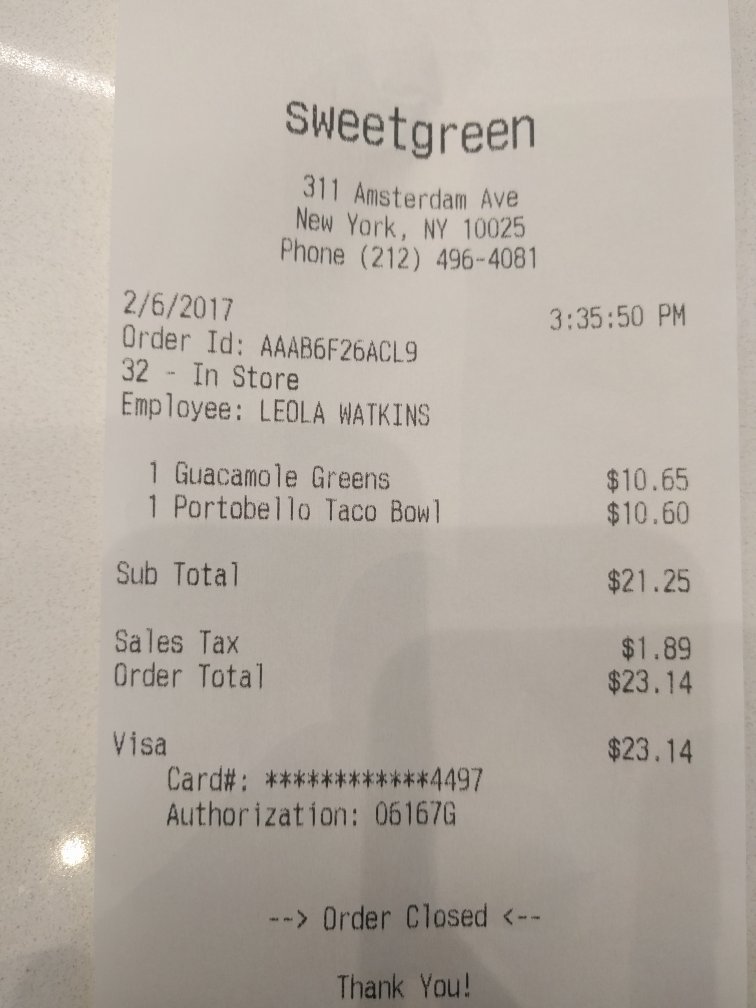 sweetgreen
311 Amsterdam Ave
New York, NY 10025
Phone (212) 496-4081
2/6/2017 3:35:50 PM
Order Id: AAAB6F26ACL9
32 - In Store
Employee: LEOLA WATKINS
1 Guacamole Greens $10.65
1 Portobello Taco Bowl $10.60
Sub Total $21.25
Sales Tax $1.89
Order Total $23.14
Visa $23.14
Card#: ************4497
Authorization: 06167G
--> Order Closed <--
Thank You!